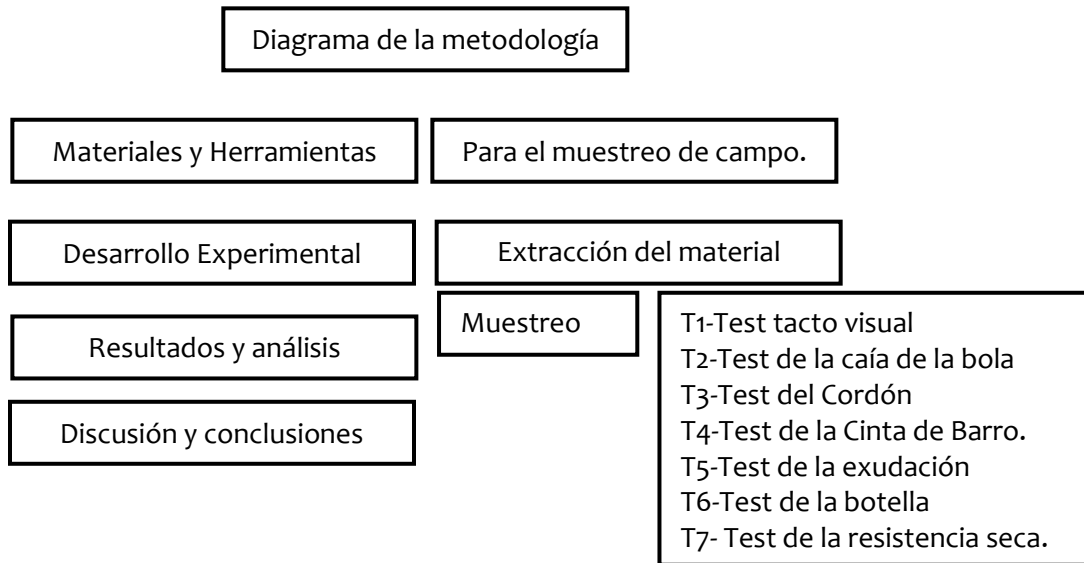 Diagrama de la metodología
Materiales y Herramientas
Para el muestreo de campo.
Desarrollo Experimental
Extracción del material
Muestreo
Resultados y análisis
Discusión y conclusiones
T1-Test tacto visual
T2-Test de la caía de la bola
T3-Test del Cordón
T4-Test de la Cinta de Barro.
T5-Test de la exudación
T6-Test de la botella
T7- Test de la resistencia seca.